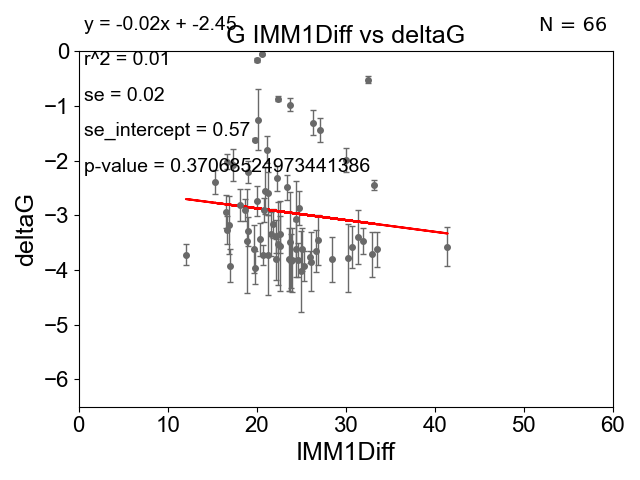 y = -0.02x + -2.45
N = 66
G IMM1Diff vs deltaG
r^2 = 0.01
se = 0.02
se_intercept = 0.57
p-value = 0.37068524973441386
0
−1
−2
−3
−4
−5
−6
deltaG
0 10 20 30 40 50 60
IMM1Diff